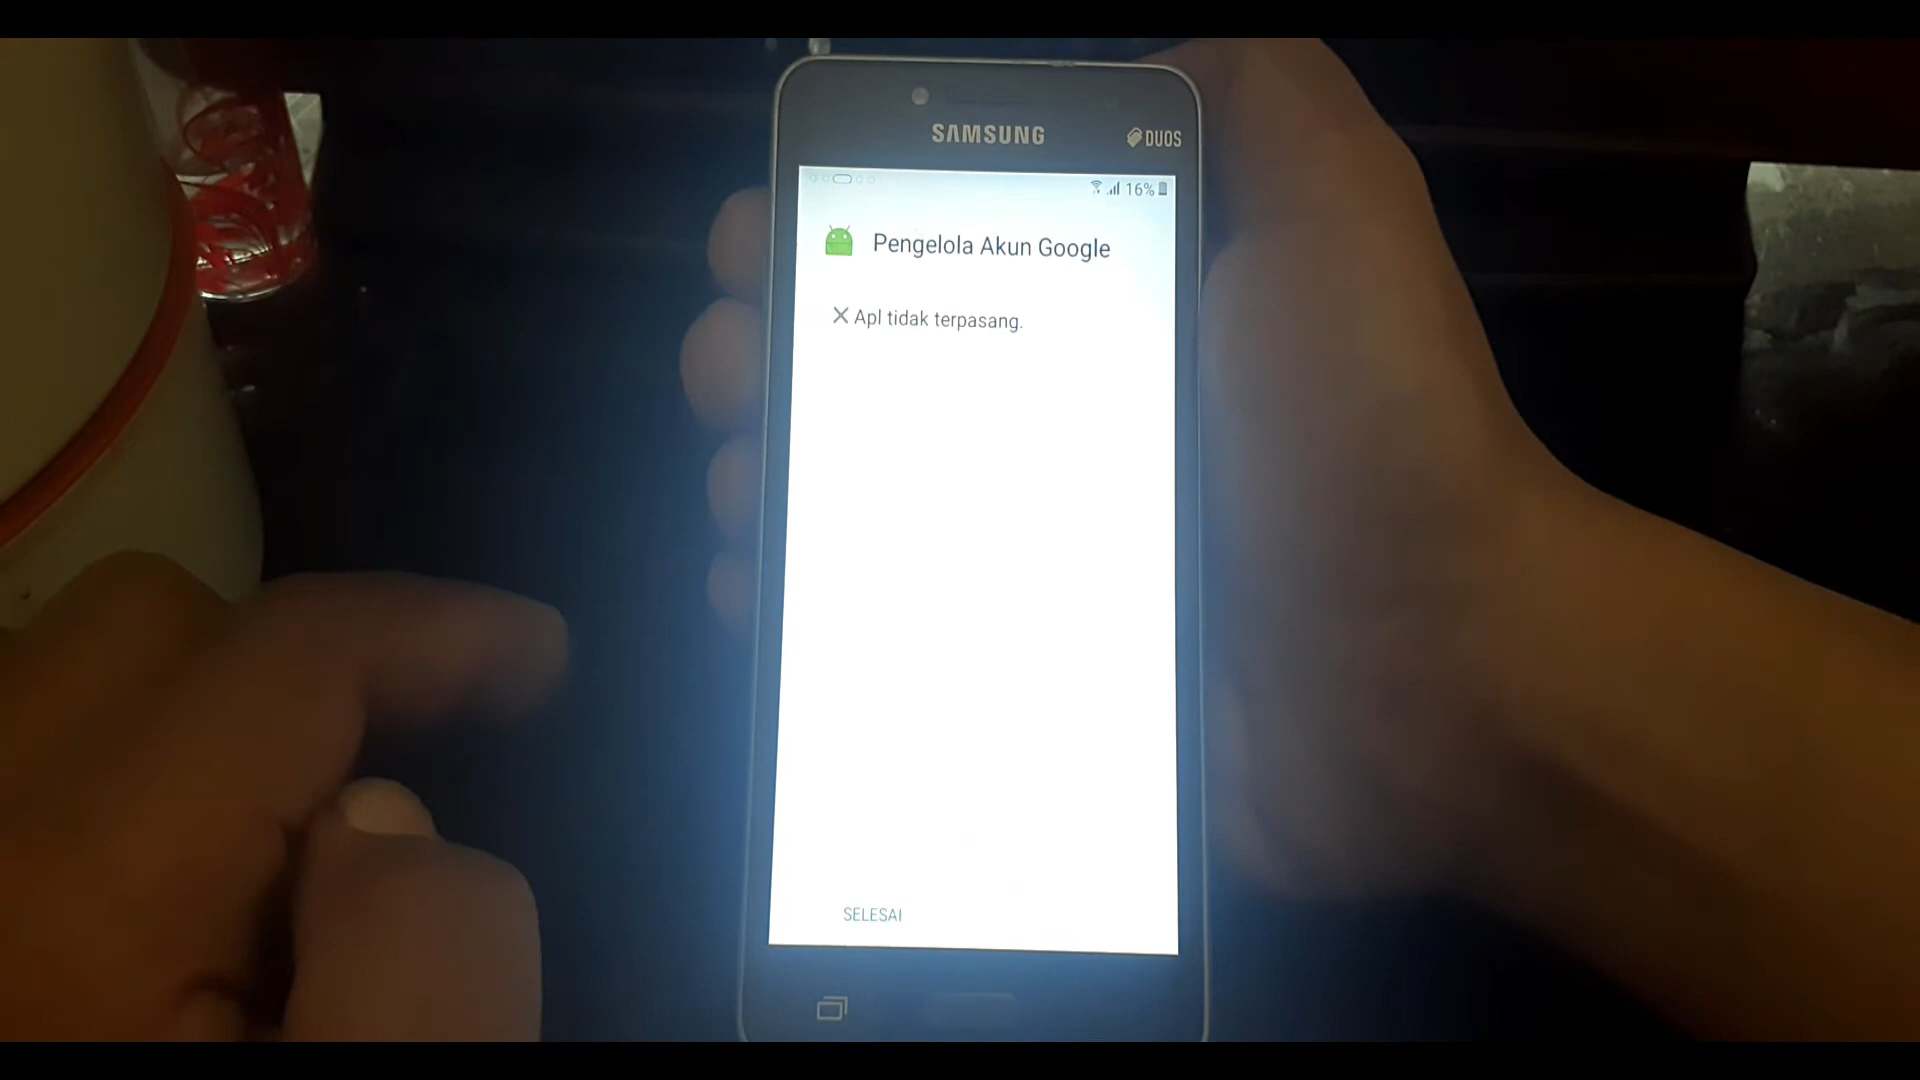 SAMSUNG
DUOS
16%
Pengelola Akun Google
Apl tidak terpasang.
SELESAI